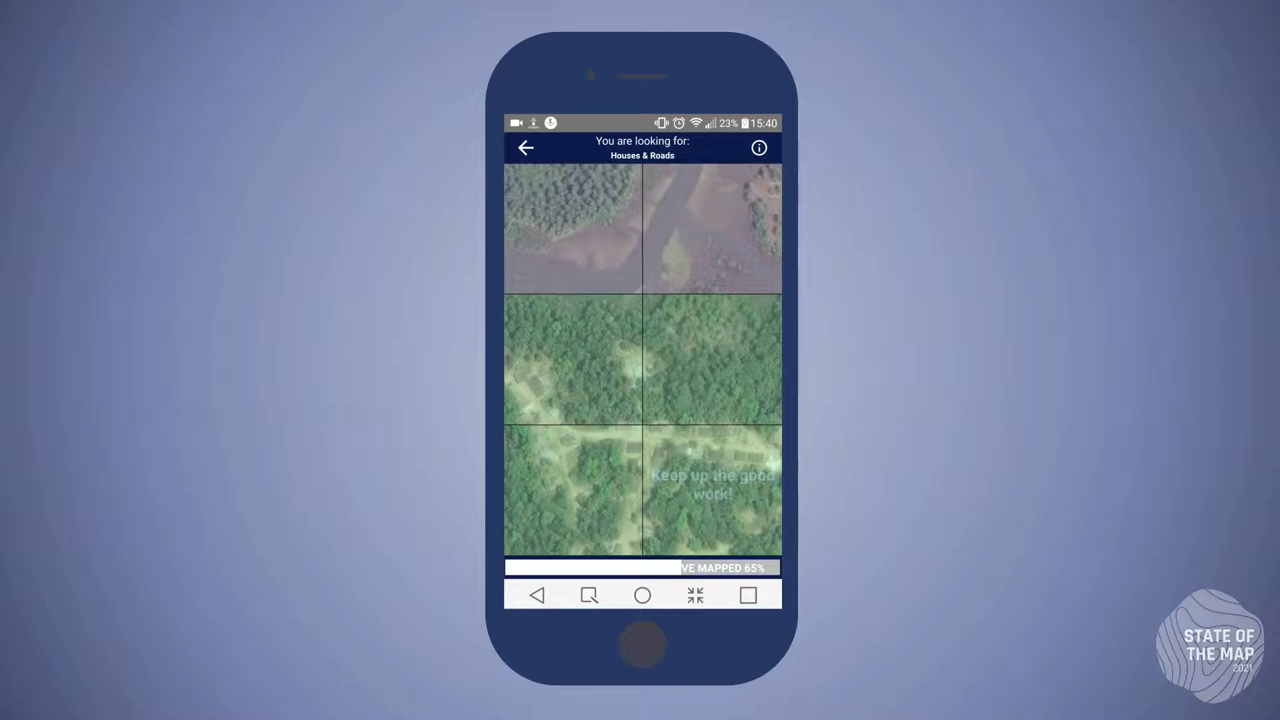 23% 15:40
You are looking for:
Houses & Roads
Keep up the good
work!
VE MAPPED 65%
STATE OF
THE MAP
2021